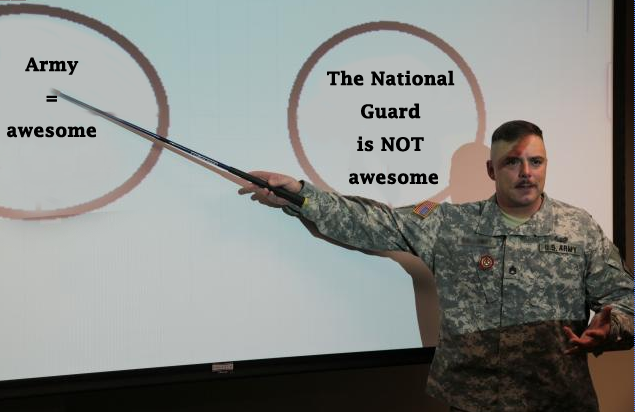 Army
=
awesome
The National
Guard
is NOT
awesome
U.S. ARMY